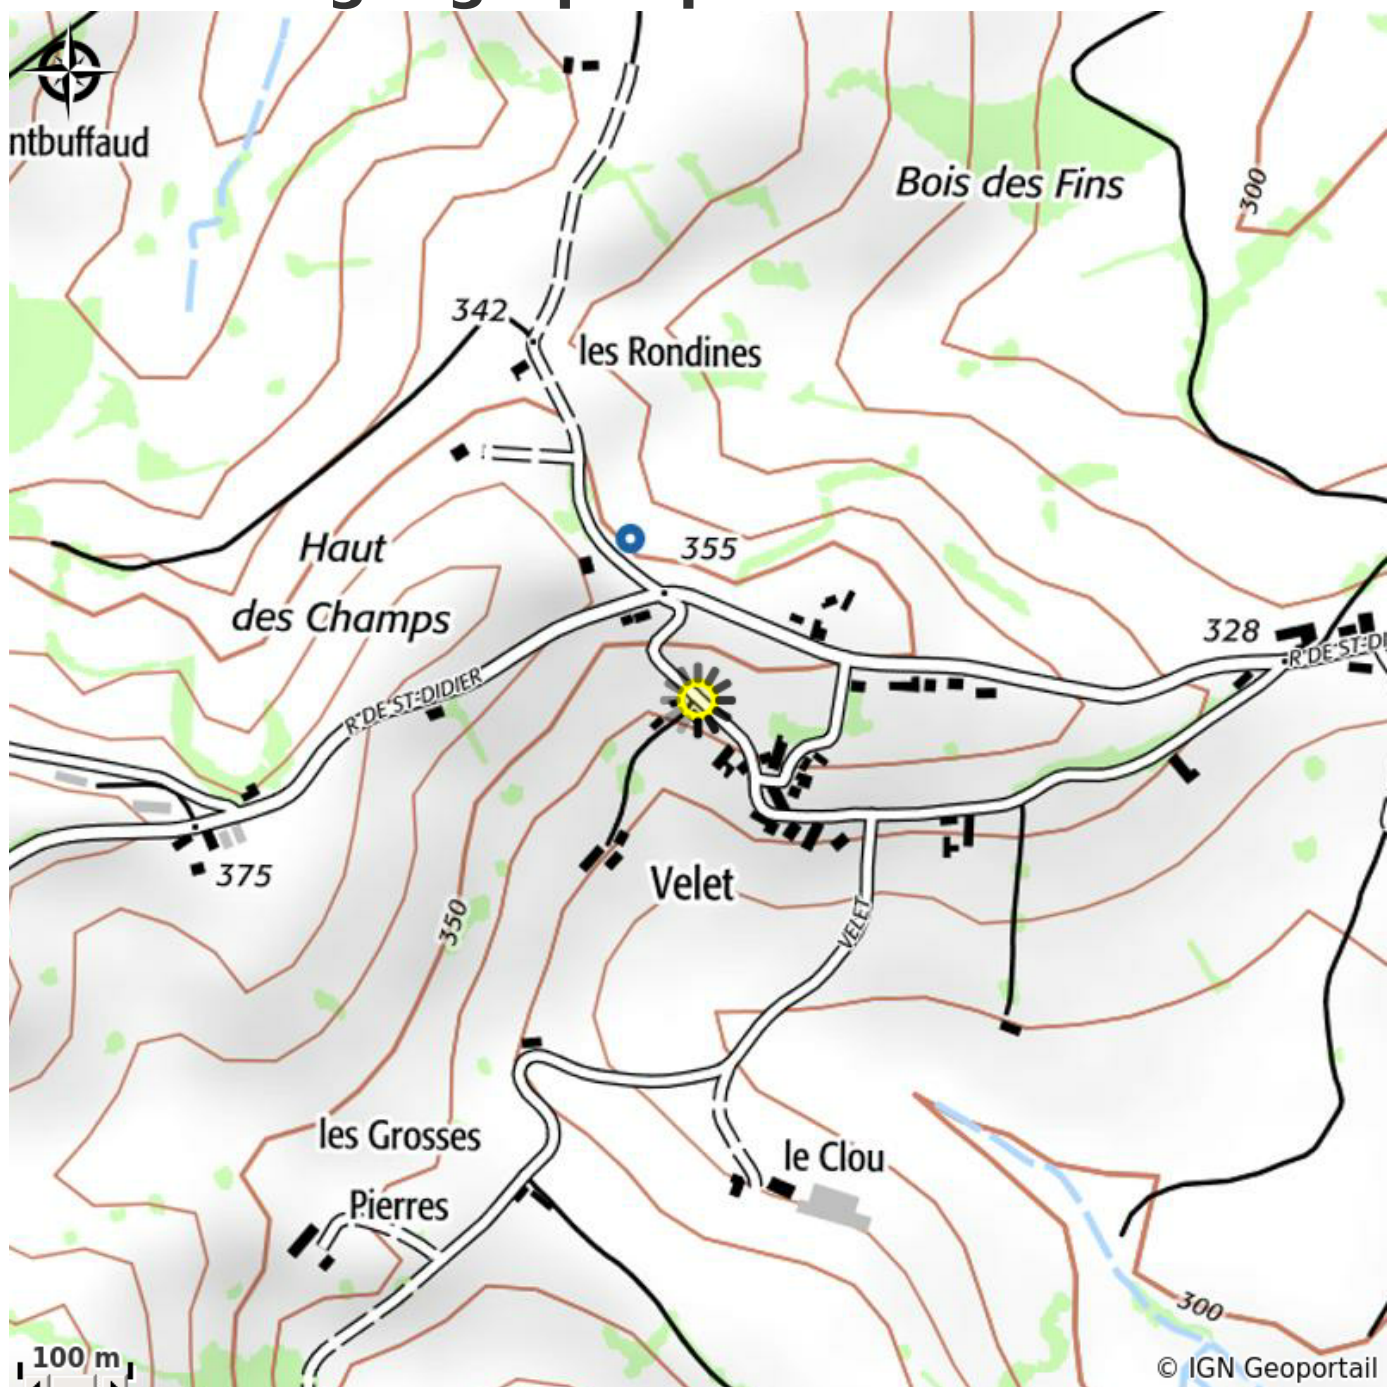 ntbuffaud
Bois des Fins
300
342
les Rondines
355
Haut
des Champs
328
R DE ST-DIDIER
R DE ST-DI
375
Velet
350
VELET
les Grosses
Pierres
le Clou
300
100 m
© IGN Geoportail